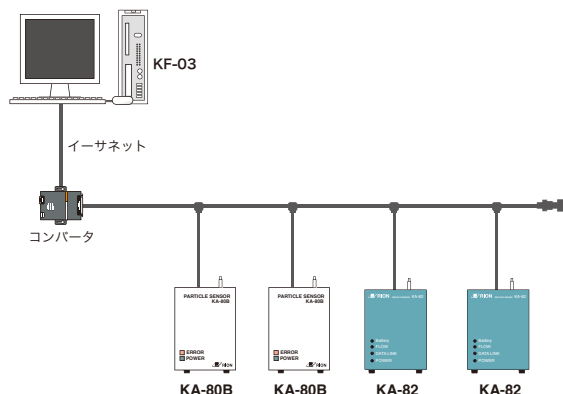 KF-03
イーサネット
コンバータ
PARTICLE SENSOR
KA-80B
ERROR
POWER
RION
KA-80B
PARTICLE SENSOR
KA-80B
ERROR
POWER
RION
KA-80B
RION KA-82
Battery
FLOW
DATA LINK
POWER
KA-82
RION KA-82
Battery
FLOW
DATA LINK
POWER
KA-82